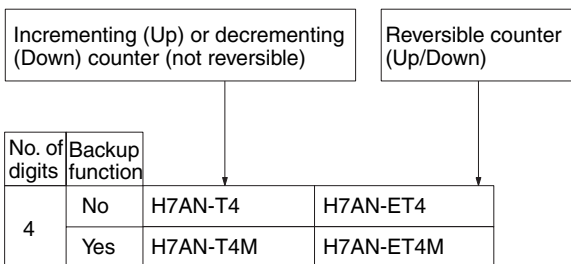 Incrementing (Up) or decrementing
(Down) counter (not reversible)
Reversible counter
(Up/Down)
No. of
digits
Backup
function
4
No
H7AN-T4
H7AN-ET4
Yes
H7AN-T4M
H7AN-ET4M